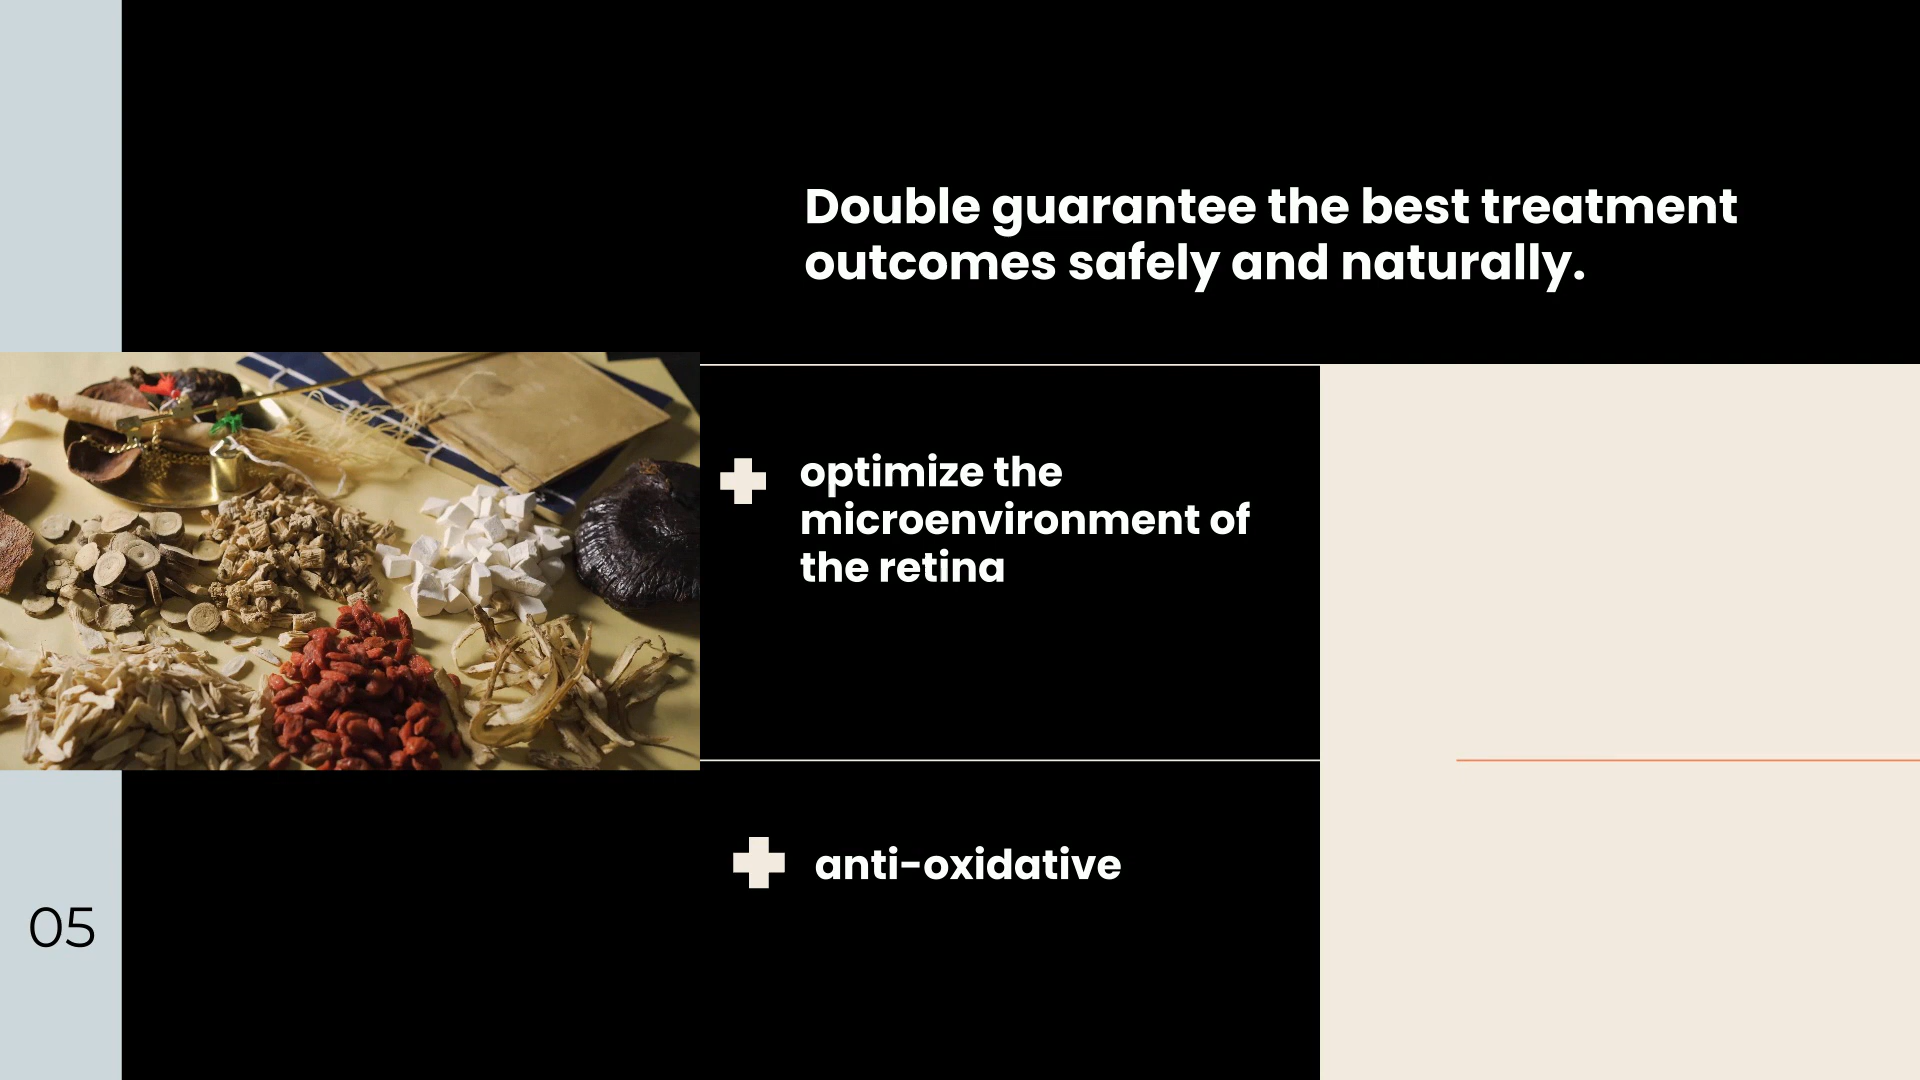 Double guarantee the best treatment
outcomes safely and naturally.
optimize the
microenvironment of
the retina
anti-oxidative
05